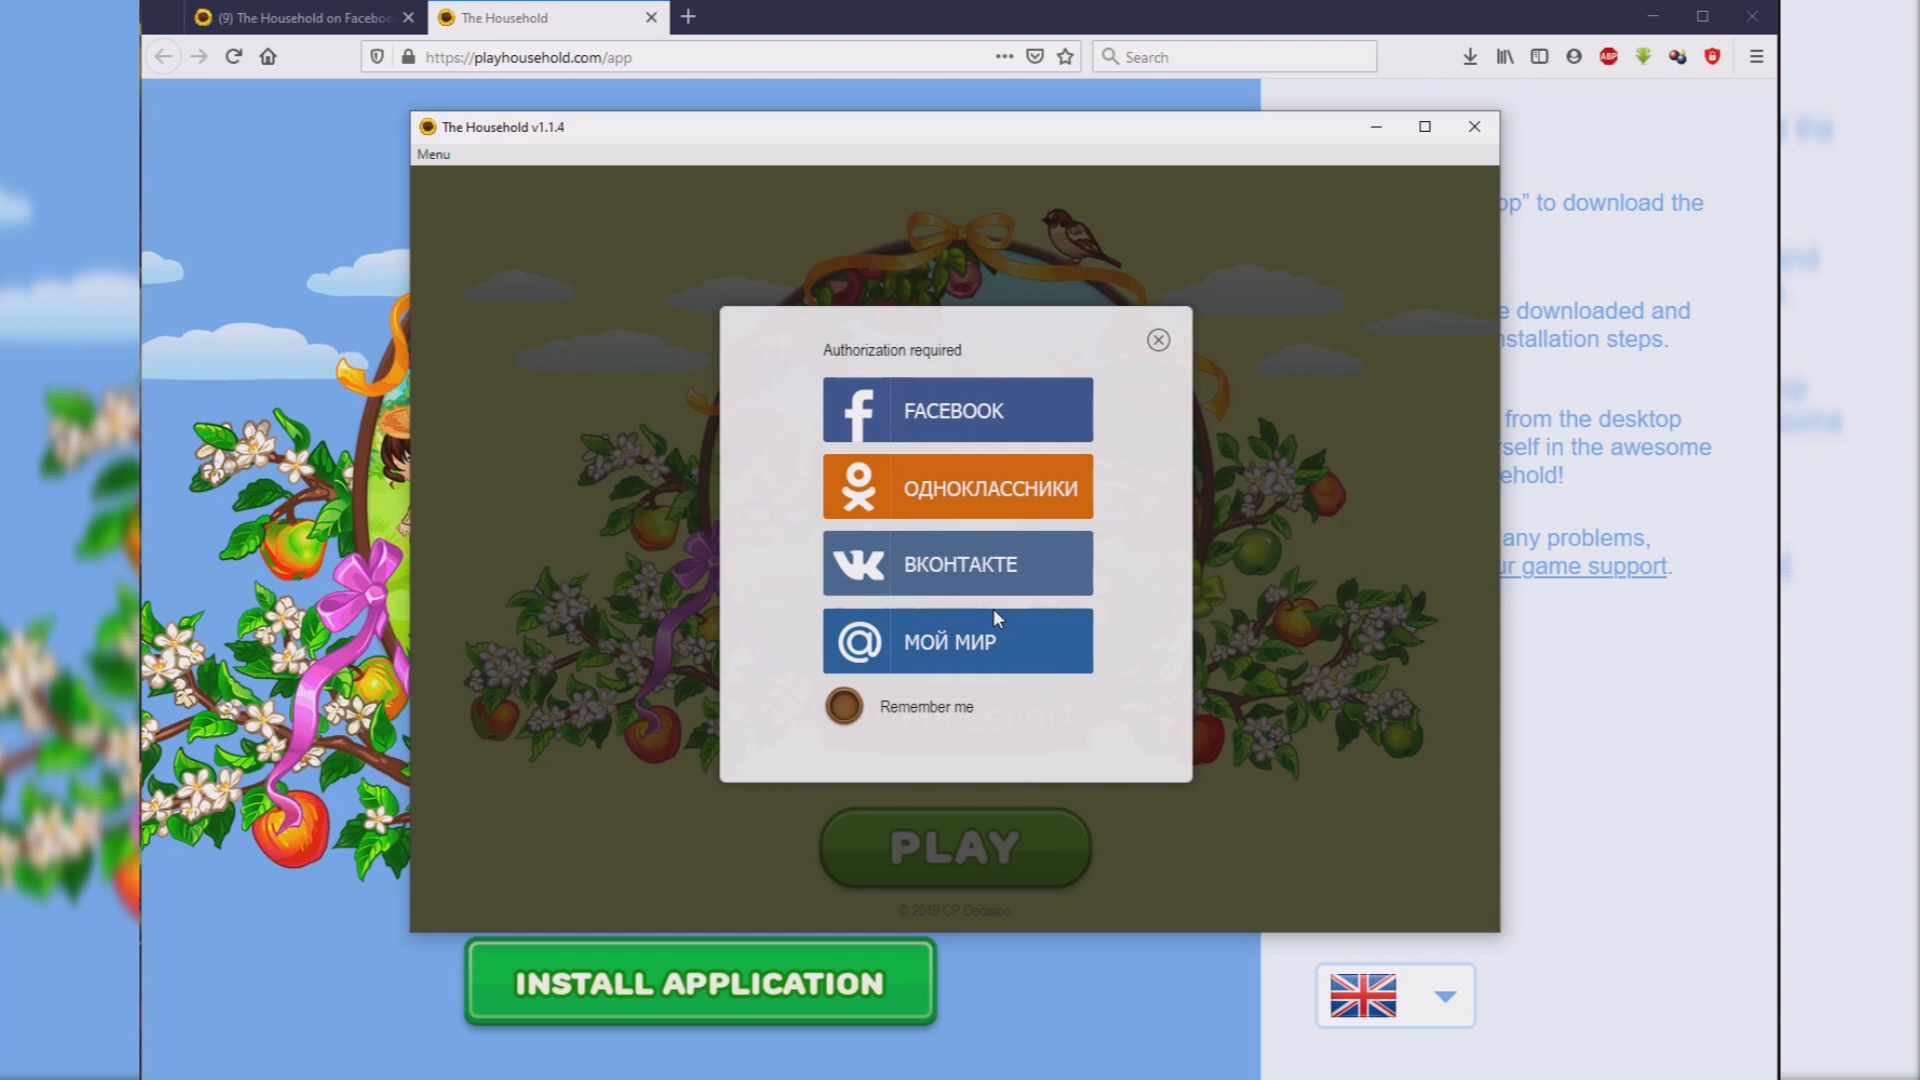 (9) The Household on Faceboo
The Household
https://playhousehold.com/app
Search
ABP
The Household v1.1.4
Menu
op” to download the
e downloaded and
nstallation steps.
from the desktop
rself in the awesome
ehold!
any problems,
ur game support.
Authorization required
FACEBOOK
ОДНОКЛАССНИКИ
ВКОНТАКТЕ
МОЙ МИР
Remember me
PLAY
© 2019 CP Decision
INSTALL APPLICATION